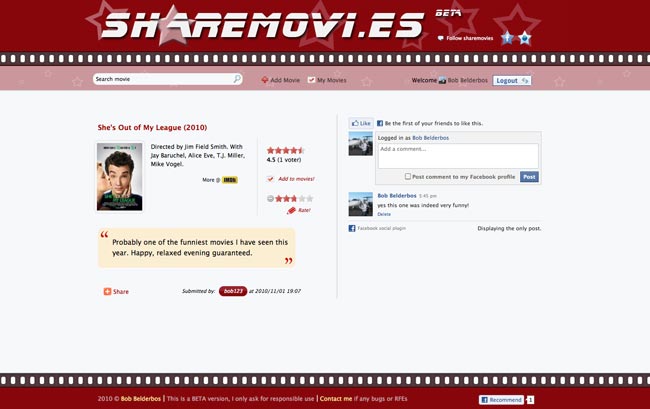 SHAREMOVI.ES BETA
Follow sharemovies
Search movie
Add Movie
My Movies
Welcome Bob Belderbos
Logout
She's Out of My League (2010)
Directed by Jim Field Smith. With
Jay Baruchel, Alice Eve, T.J. Miller,
Mike Vogel.
More @ IMDb
4.5 (1 voter)
Add to movies!
Rate!
“ Probably one of the funniest movies I have seen this
year. Happy, relaxed evening guaranteed. ”
Share
Submitted by: bob123 at 2010/11/01 19:07
Like
Be the first of your friends to like this.
Logged in as Bob Belderbos
Add a comment...
Post comment to my Facebook profile
Post
Bob Belderbos 5:45 pm
yes this one was indeed very funny!
Delete
Facebook social plugin
Displaying the only post.
2010 © Bob Belderbos | This is a BETA version, I only ask for responsible use | Contact me if any bugs or RFEs
Recommend 1